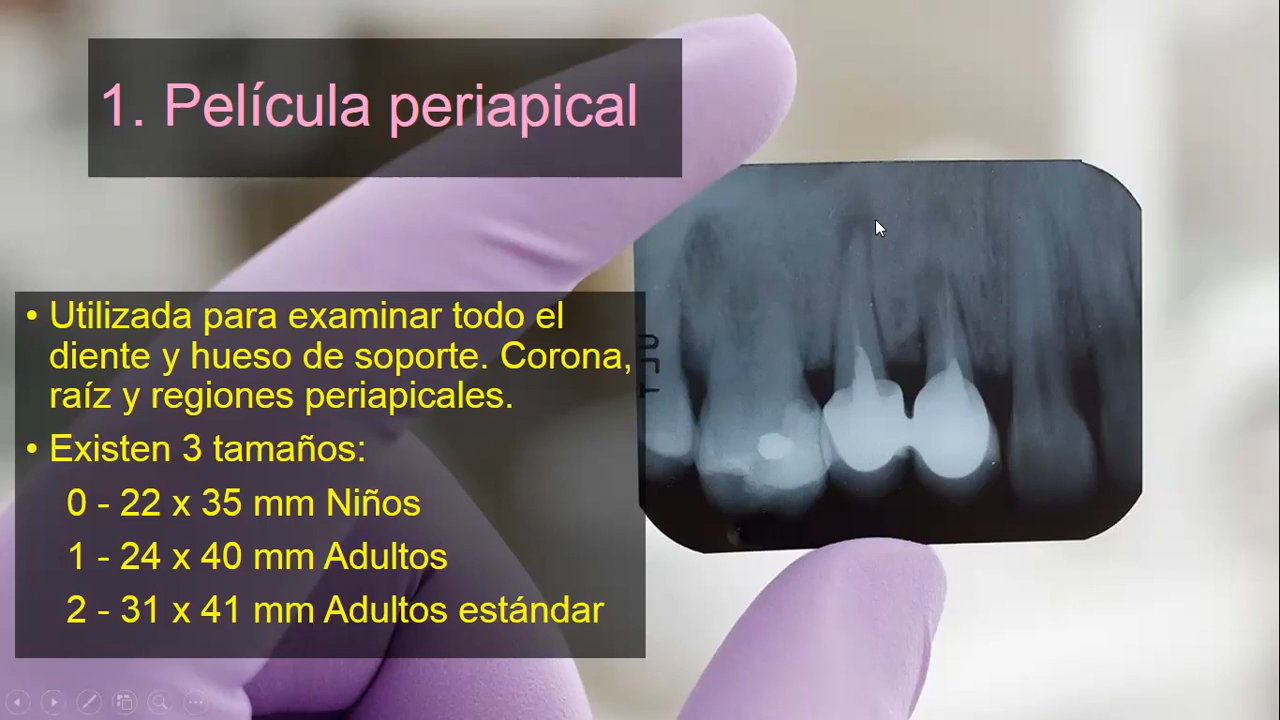 1. Película periapical
• Utilizada para examinar todo el
diente y hueso de soporte. Corona,
raíz y regiones periapicales.
• Existen 3 tamaños:
0 - 22 x 35 mm Niños
1 - 24 x 40 mm Adultos
2 - 31 x 41 mm Adultos estándar